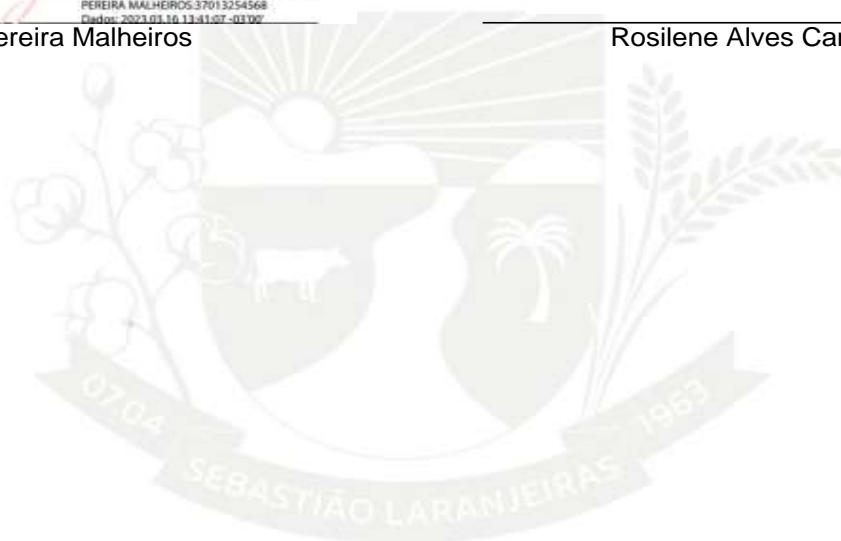 PEREIRA MALHEIROS:37013254568
Dados: 2023.03.16 13:41:07 -03'00'
ereira Malheiros
Rosilene Alves Car
07.04
1963
SEBASTIÃO LARANJEIRAS